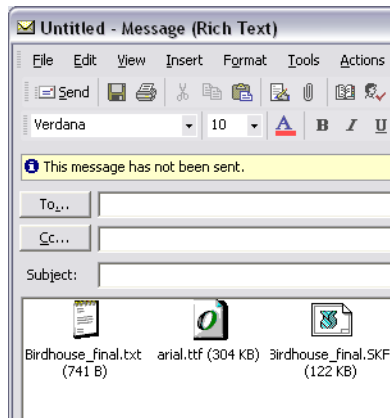 Untitled - Message (Rich Text)
File Edit View Insert Format Tools Actions
Send
Verdana 10 A B I U
This message has not been sent.
To...
Cc...
Subject:
Birdhouse_final.txt arial.ttf (304 KB) Birdhouse_final.SKF
(741 B) (122 KB)